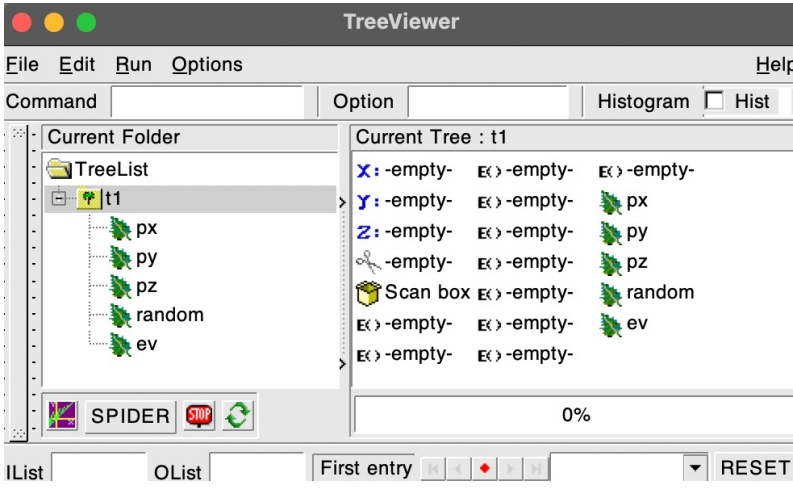 TreeViewer
File Edit Run Options Help
Command Option Histogram Hist
Current Folder Current Tree : t1
TreeList X: -empty- E() -empty- E() -empty-
t1 Y: -empty- E() -empty- px
px Z: -empty- E() -empty- py
py -empty- E() -empty- pz
pz Scan box E() -empty- random
random E() -empty- E() -empty- ev
ev E() -empty- E() -empty-
SPIDER STOP 0%
IList OList First entry RESET